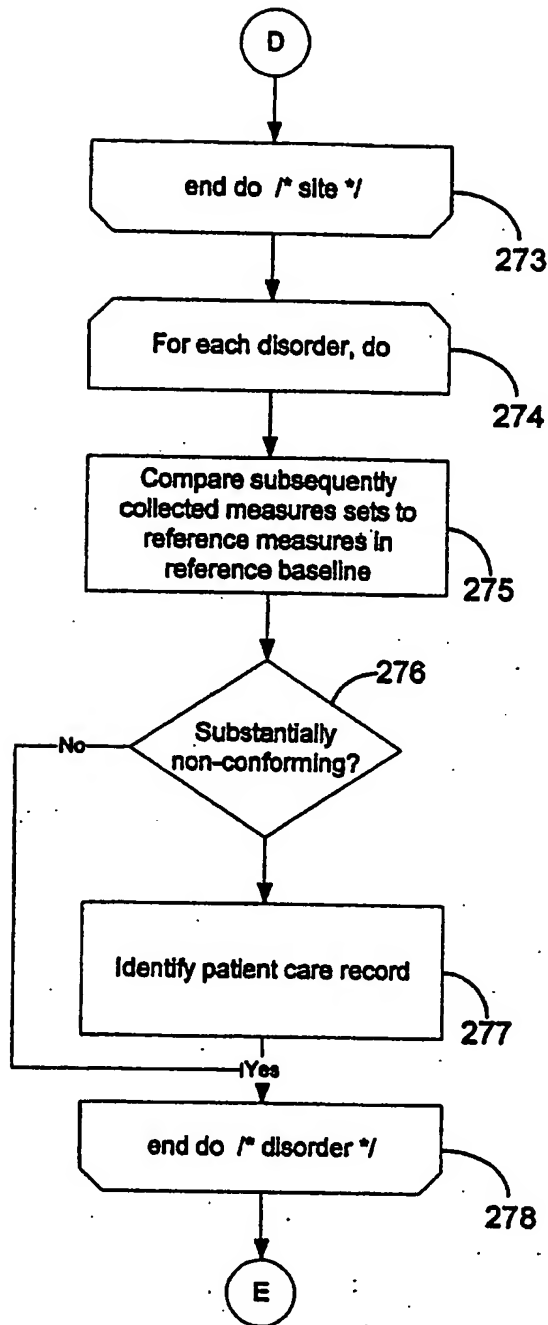 D
end do /* site */
273
For each disorder, do
274
Compare subsequently
collected measures sets to
reference measures in
reference baseline
275
276
Substantially
non-conforming?
No
Identify patient care record
277
Yes
end do /* disorder */
278
E